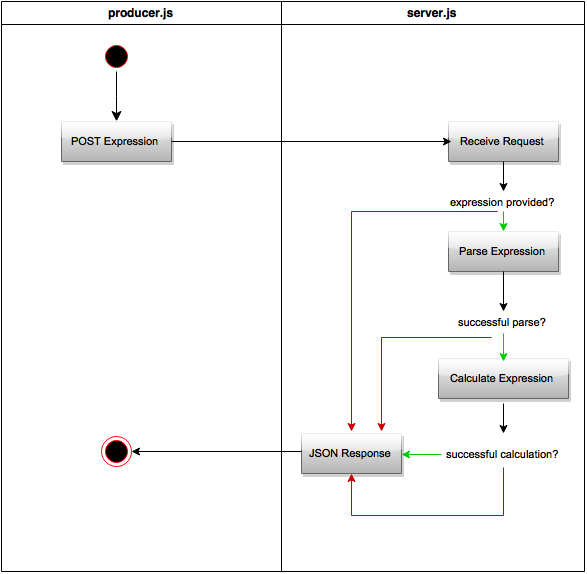 producer.js
server.js
POST Expression
Receive Request
expression provided?
Parse Expression
successful parse?
Calculate Expression
JSON Response
successful calculation?